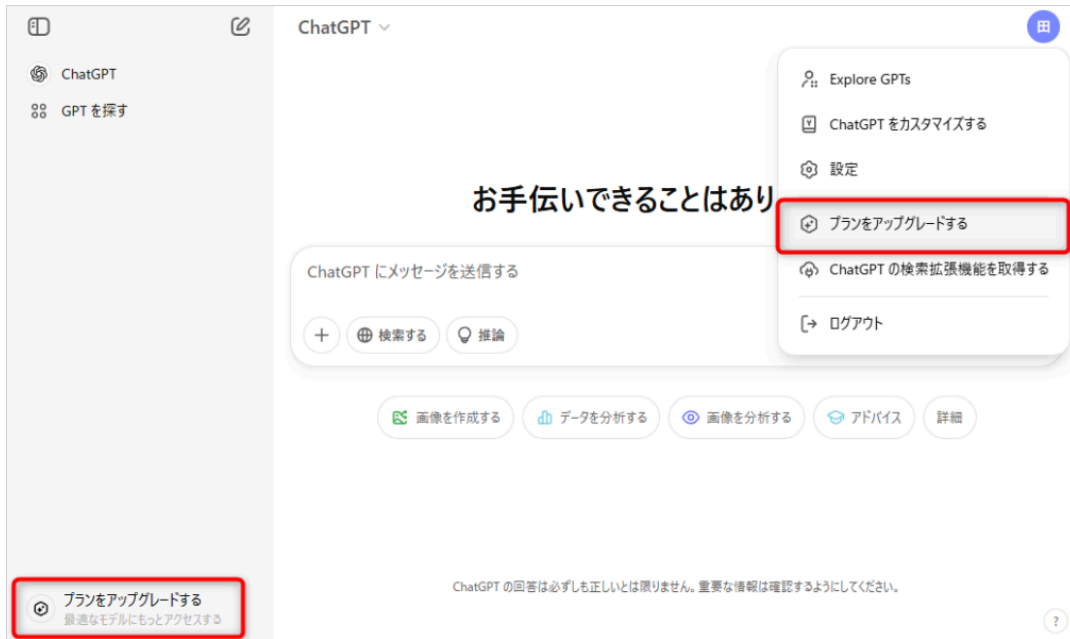 ChatGPT
GPT を探す
プランをアップグレードする
最適なモデルにもっとアクセスする
ChatGPT
田
Explore GPTs
ChatGPT をカスタマイズする
設定
プランをアップグレードする
ChatGPT の検索拡張機能を取得する
ログアウト
お手伝いできることはあり
ChatGPT にメッセージを送信する
検索する
推論
画像を作成する
データを分析する
画像を分析する
アドバイス
詳細
ChatGPT の回答は必ずしも正しいとは限りません。重要な情報は確認するようにしてください。
?